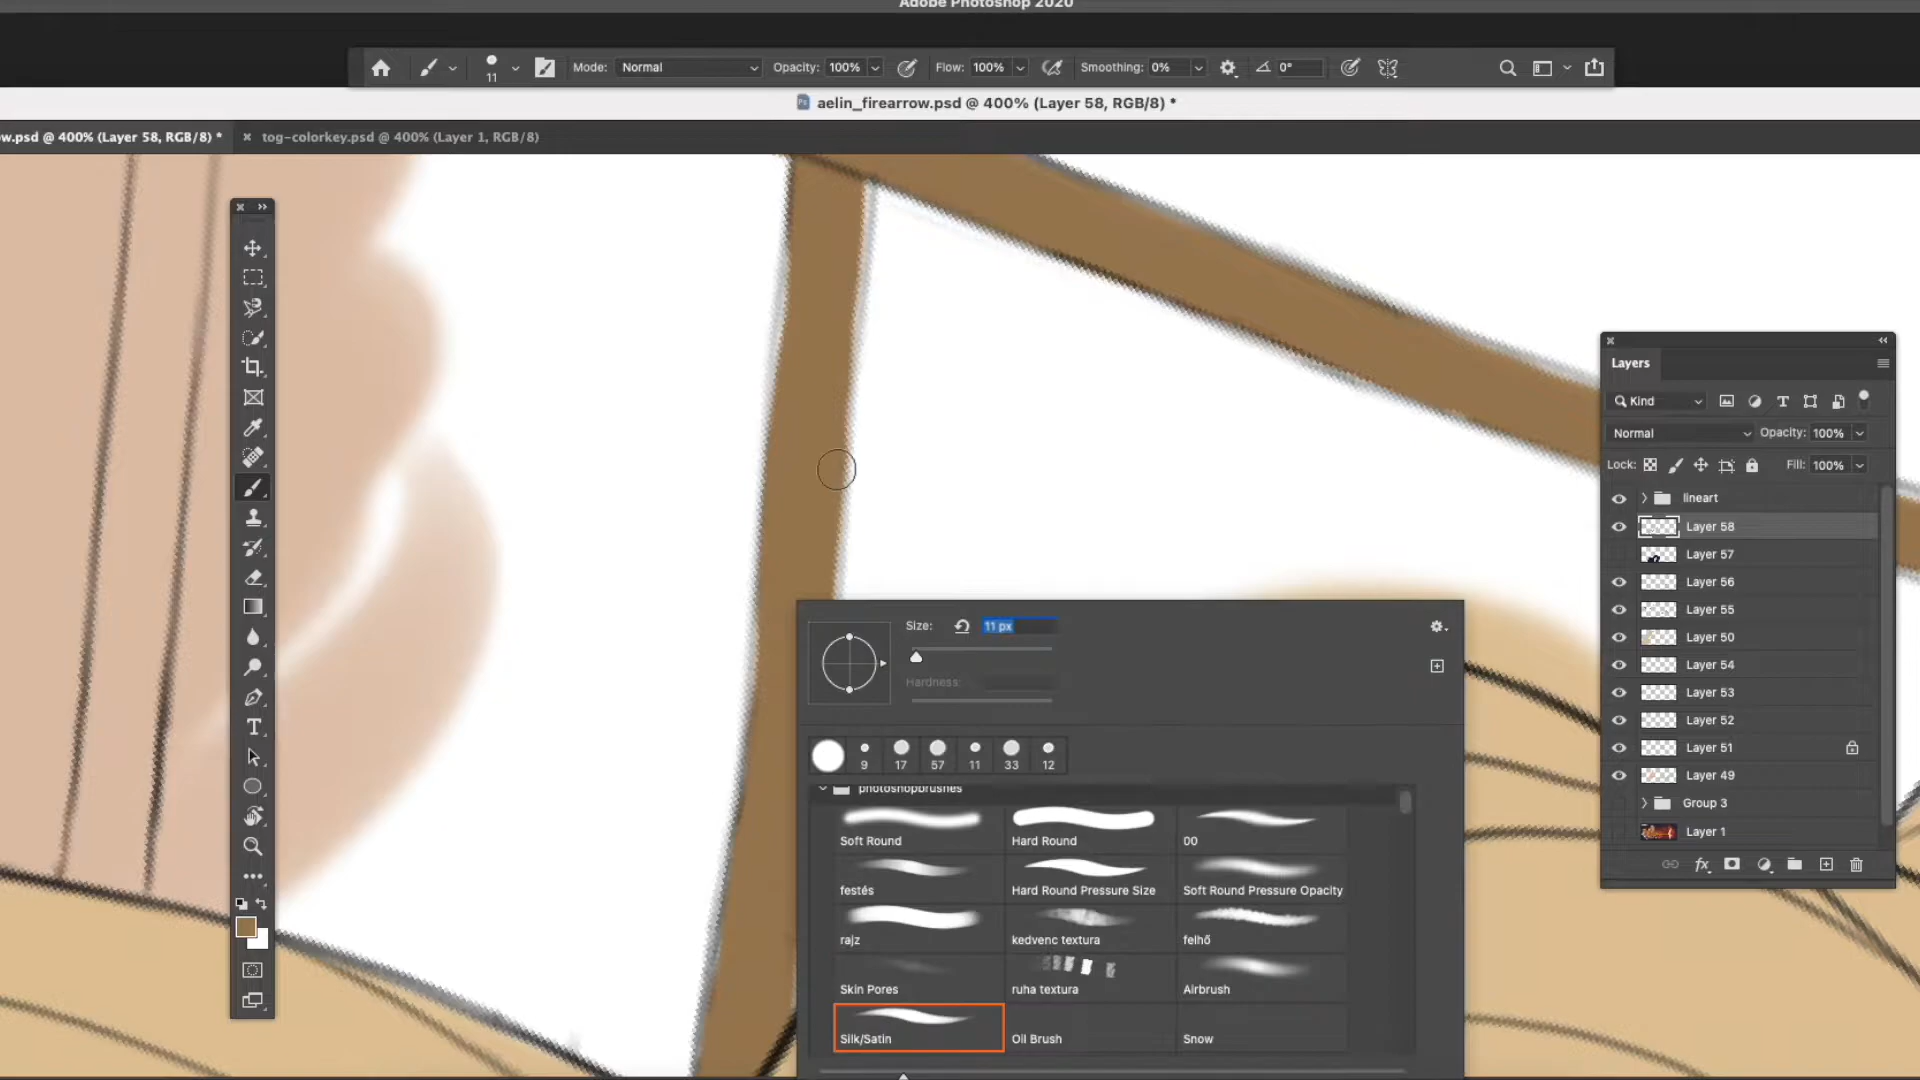 Adobe Photoshop 2020
11
Mode: Normal
Opacity: 100%
Flow: 100%
Smoothing: 0%
0°
aelin_firearrow.psd @ 400% (Layer 58, RGB/8) *
w.psd @ 400% (Layer 58, RGB/8) *
tog-colorkey.psd @ 400% (Layer 1, RGB/8)
Layers
Kind
Normal
Opacity: 100%
Lock:
Fill: 100%
lineart
Layer 58
Layer 57
Layer 56
Layer 55
Layer 50
Layer 54
Layer 53
Layer 52
Layer 51
Layer 49
Group 3
Layer 1
Size:
11 px
Hardness:
9 17 57 11 33 12
photoshopbrushes
Soft Round
Hard Round
00
festés
Hard Round Pressure Size
Soft Round Pressure Opacity
rajz
kedvenc textura
felhő
Skin Pores
ruha textura
Airbrush
Silk/Satin
Oil Brush
Snow